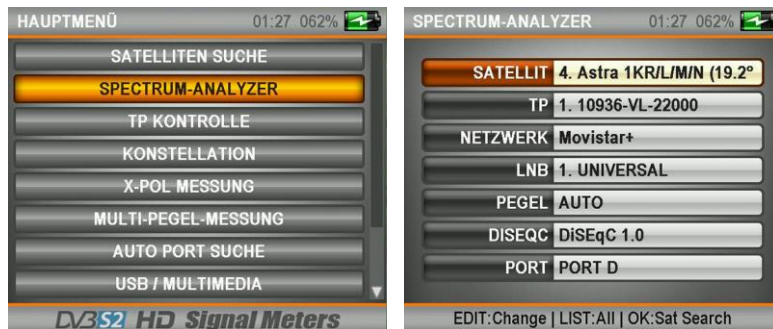 HAUPTMENÜ 01:27 062%
SATELLITEN SUCHE
SPECTRUM-ANALYZER
TP KONTROLLE
KONSTELLATION
X-POL MESSUNG
MULTI-PEGEL-MESSUNG
AUTO PORT SUCHE
USB / MULTIMEDIA
DVB S2 HD Signal Meters
SPECTRUM-ANALYZER 01:27 062%
SATELLIT 4. Astra 1KR/L/M/N (19.2º
TP 1. 10936-VL-22000
NETZWERK Movistar+
LNB 1. UNIVERSAL
PEGEL AUTO
DISEQC DiSEqC 1.0
PORT PORT D
EDIT:Change | LIST:All | OK:Sat Search